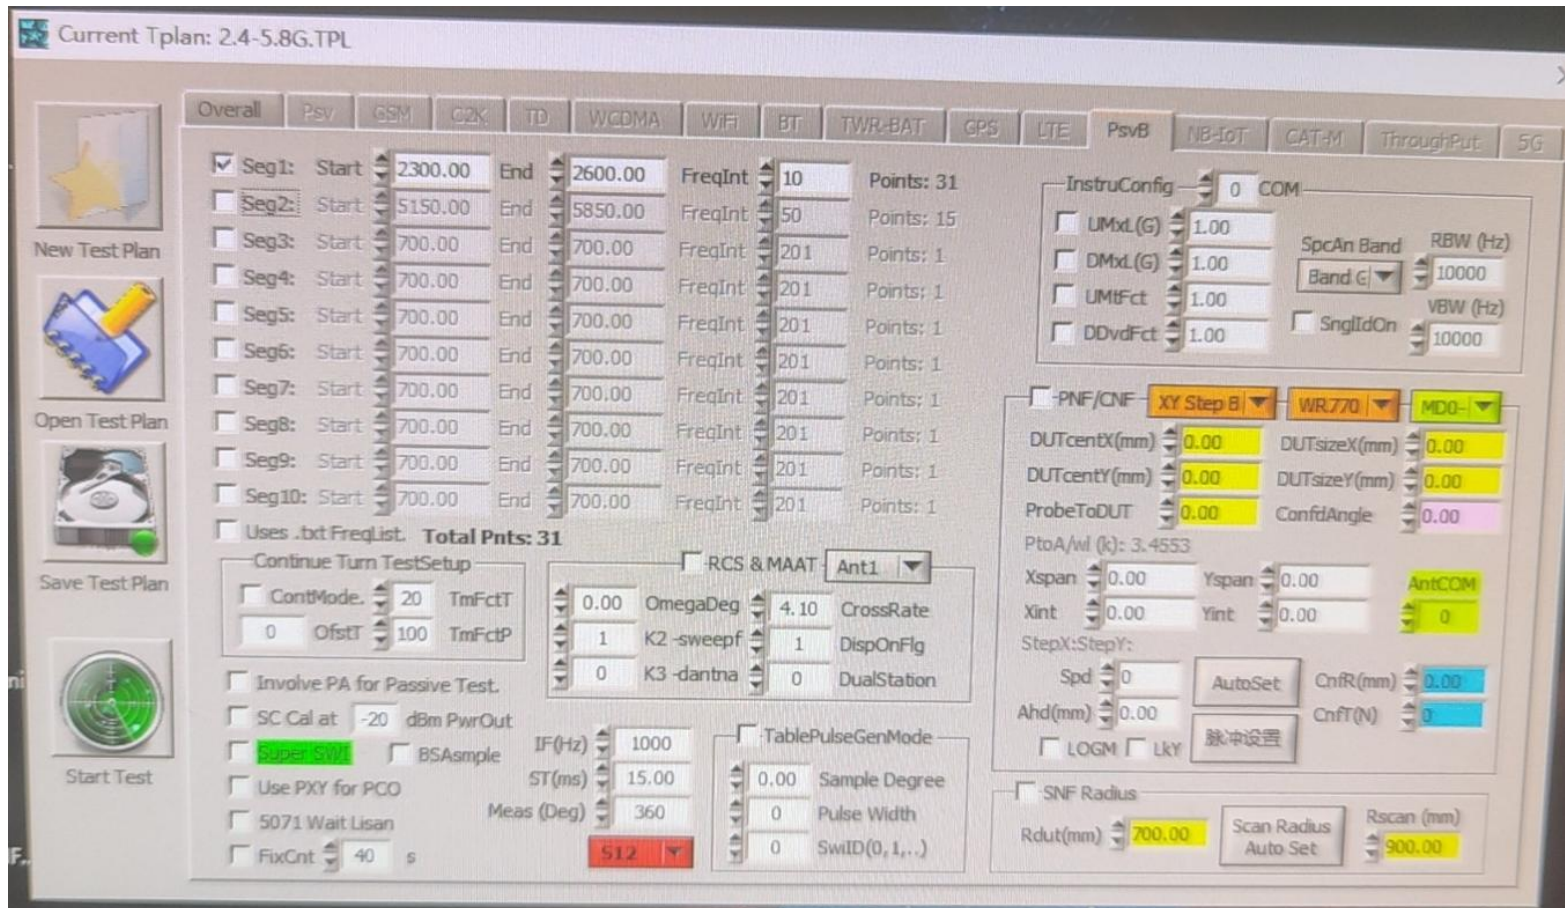 Current Tplan: 2.4-5.8G.TPL
Overall Psv GSM C2K TD WCDMA WiFi BT TWR-BAT GPS LTE PsvB NB-IoT CAT-M ThroughPut 5G
New Test Plan
Open Test Plan
Save Test Plan
Start Test
Seg1: Start 2300.00 End 2600.00 FreqInt 10 Points: 31
Seg2: Start 5150.00 End 5850.00 FreqInt 50 Points: 15
Seg3: Start 700.00 End 700.00 FreqInt 201 Points: 1
Seg4: Start 700.00 End 700.00 FreqInt 201 Points: 1
Seg5: Start 700.00 End 700.00 FreqInt 201 Points: 1
Seg6: Start 700.00 End 700.00 FreqInt 201 Points: 1
Seg7: Start 700.00 End 700.00 FreqInt 201 Points: 1
Seg8: Start 700.00 End 700.00 FreqInt 201 Points: 1
Seg9: Start 700.00 End 700.00 FreqInt 201 Points: 1
Seg10: Start 700.00 End 700.00 FreqInt 201 Points: 1
Uses .txt FreqList. Total Pnts: 31
Continue Turn TestSetup
ContMode. 20 TmFctT
0 OfstT 100 TmFctP
RCS & MAAT Ant1
0.00 OmegaDeg 4.10 CrossRate
1 K2 -sweepf 1 DispOnFlg
0 K3 -dantna 0 DualStation
Involve PA for Passive Test.
SC Cal at -20 dBm PwrOut
Super SWI BSAsmple
Use PXY for PCO
5071 Wait Lisan
FixCnt 40 s
IF(Hz) 1000
ST(ms) 15.00
Meas (Deg) 360
S12
TablePulseGenMode
0.00 Sample Degree
0 Pulse Width
0 SwiID(0,1,..)
InstruConfig 0 COM
UMxL(G) 1.00
DMxL(G) 1.00
UMtFct 1.00
DDvdFct 1.00
SpcAn Band RBW (Hz)
Band G 10000
VBW (Hz)
SnglIdOn 10000
PNF/CNF XY Step B WR770 MD0-
DUTcentX(mm) 0.00 DUTsizeX(mm) 0.00
DUTcentY(mm) 0.00 DUTsizeY(mm) 0.00
ProbeToDUT 0.00 ConfdAngle 0.00
PtoA/wl (k): 3.4553
Xspan 0.00 Yspan 0.00 AntCOM
Xint 0.00 Yint 0.00 0
StepX:StepY:
Spd 0 AutoSet CnfR(mm) 0.00
Ahd(mm) 0.00 脉冲设置 CnfT(N) 0
LOGM LkY
SNF Radius
Rdut(mm) 700.00 Scan Radius Auto Set Rscan (mm) 900.00